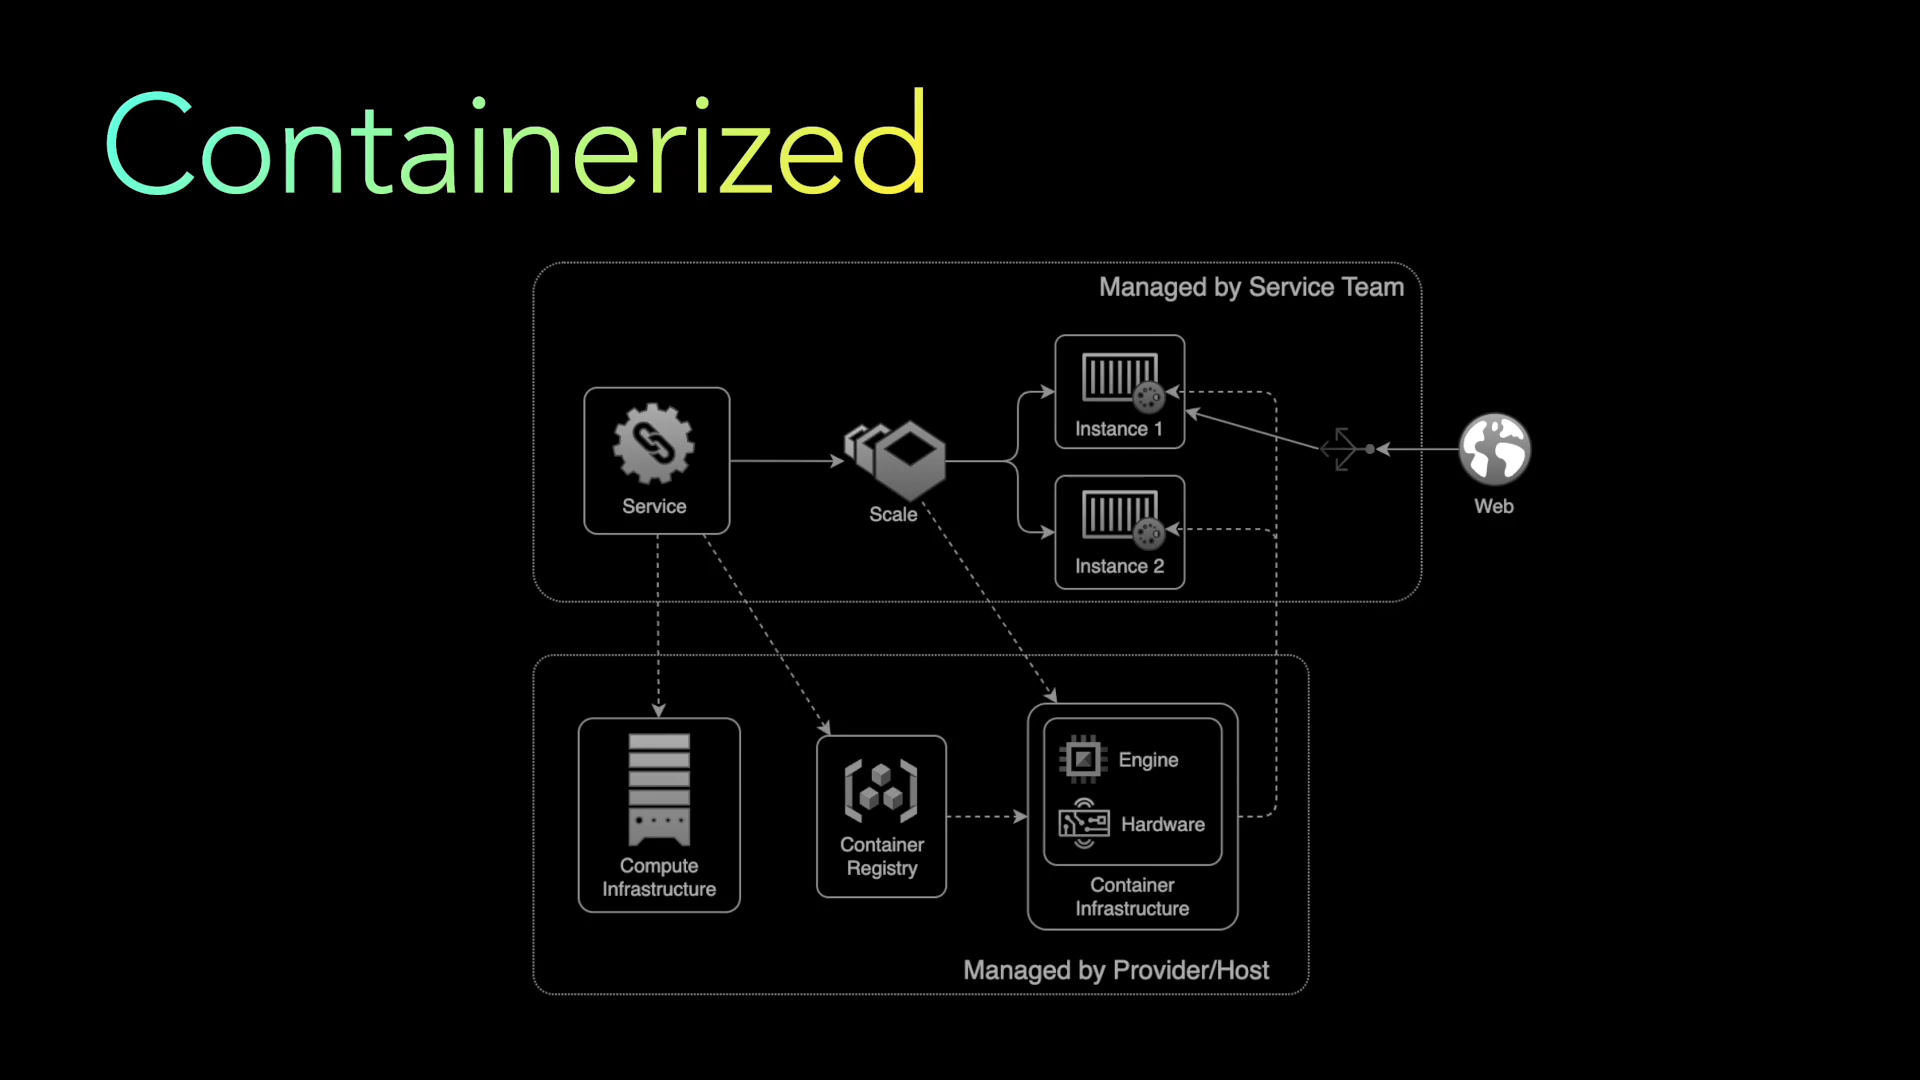 Containerized
Managed by Service Team
Instance 1
Service
Scale
Instance 2
Web
Engine
Hardware
Compute
Infrastructure
Container
Registry
Container
Infrastructure
Managed by Provider/Host